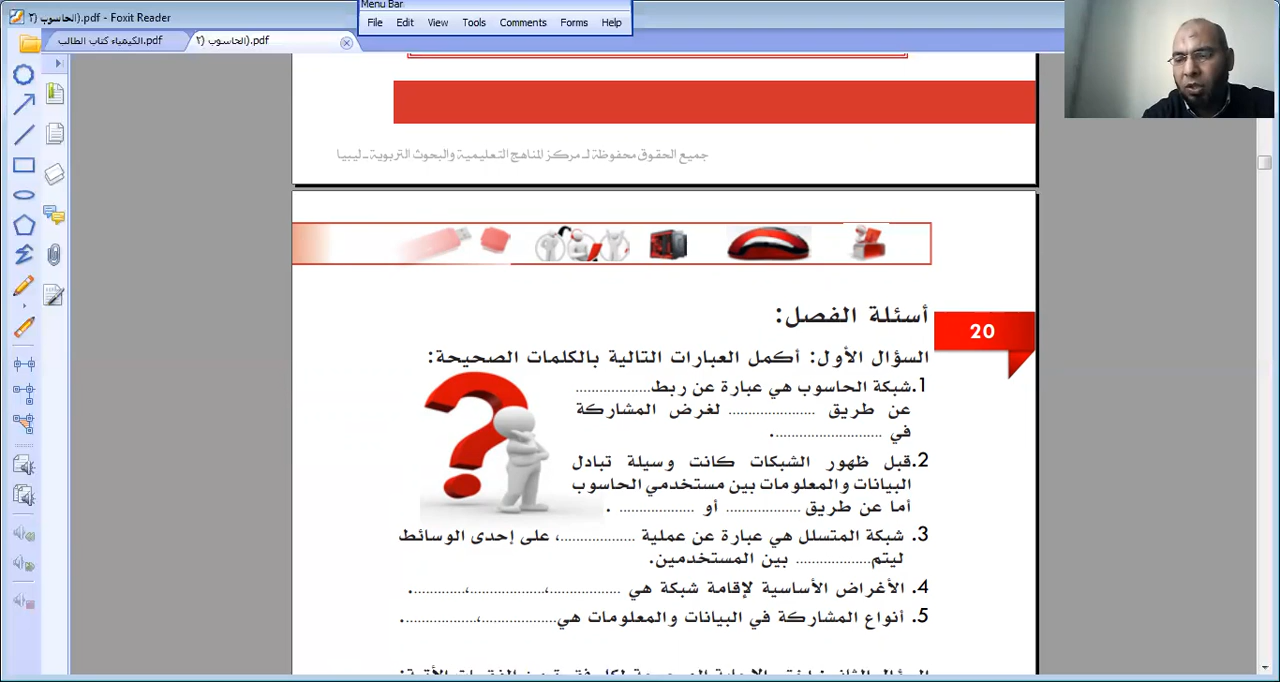 Menu Bar
الحاسوب (٢).pdf - Foxit Reader
File Edit View Tools Comments Forms Help
الكيمياء كتاب الطالب.pdf
الحاسوب (٢).pdf
جميع الحقوق محفوظة لـ مركز المناهج التعليمية والبحوث التربوية ـ ليبيا
20
أسئلة الفصل:
السؤال الأول: أكمل العبارات التالية بالكلمات الصحيحة:
1.شبكة الحاسوب هي عبارة عن ربط...................
عن طريق ...................... لغرض المشاركة
في ...........................
2.قبل ظهور الشبكات كانت وسيلة تبادل
البيانات والمعلومات بين مستخدمي الحاسوب
أما عن طريق ................... أو ................... .
3. شبكة المتسلل هي عبارة عن عملية ...................، على إحدى الوسائط
ليتم................... بين المستخدمين.
4. الأغراض الأساسية لإقامة شبكة هي ..................،...................،..............
5. أنواع المشاركة في البيانات والمعلومات هي...................،...................